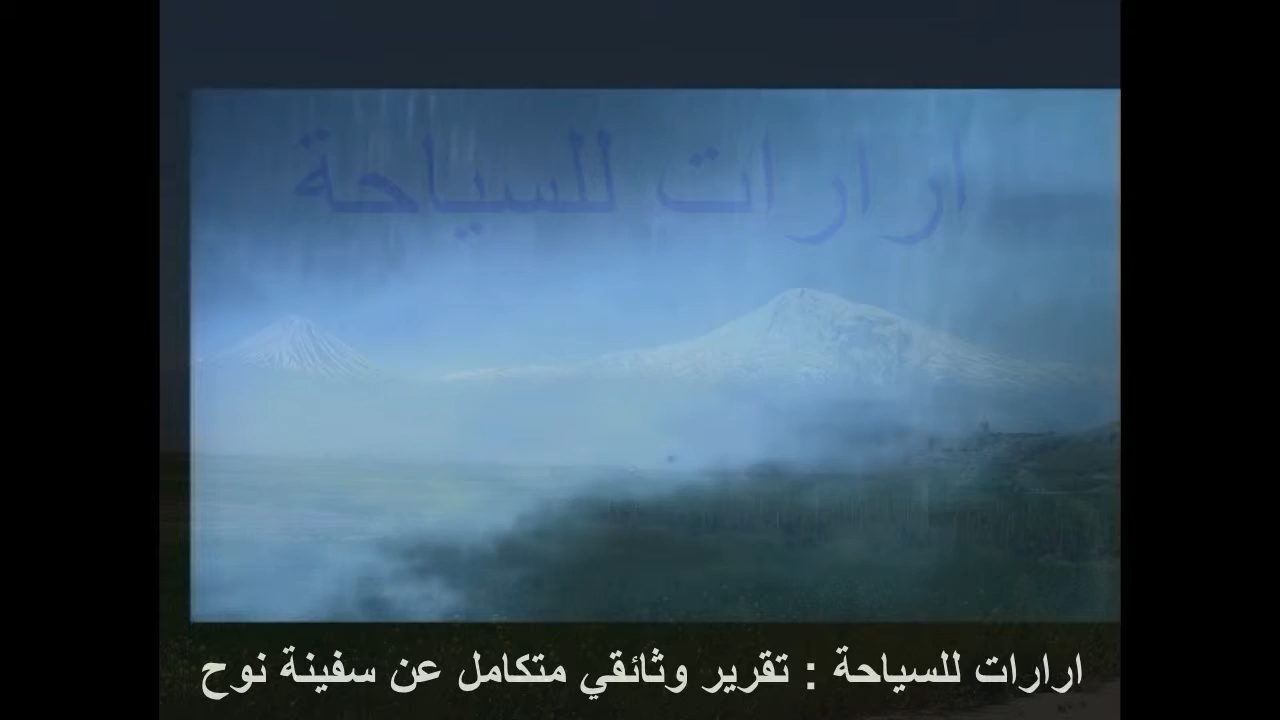 ارارات للسياحة
ارارات للسياحة : تقرير وثائقي متكامل عن سفينة نوح